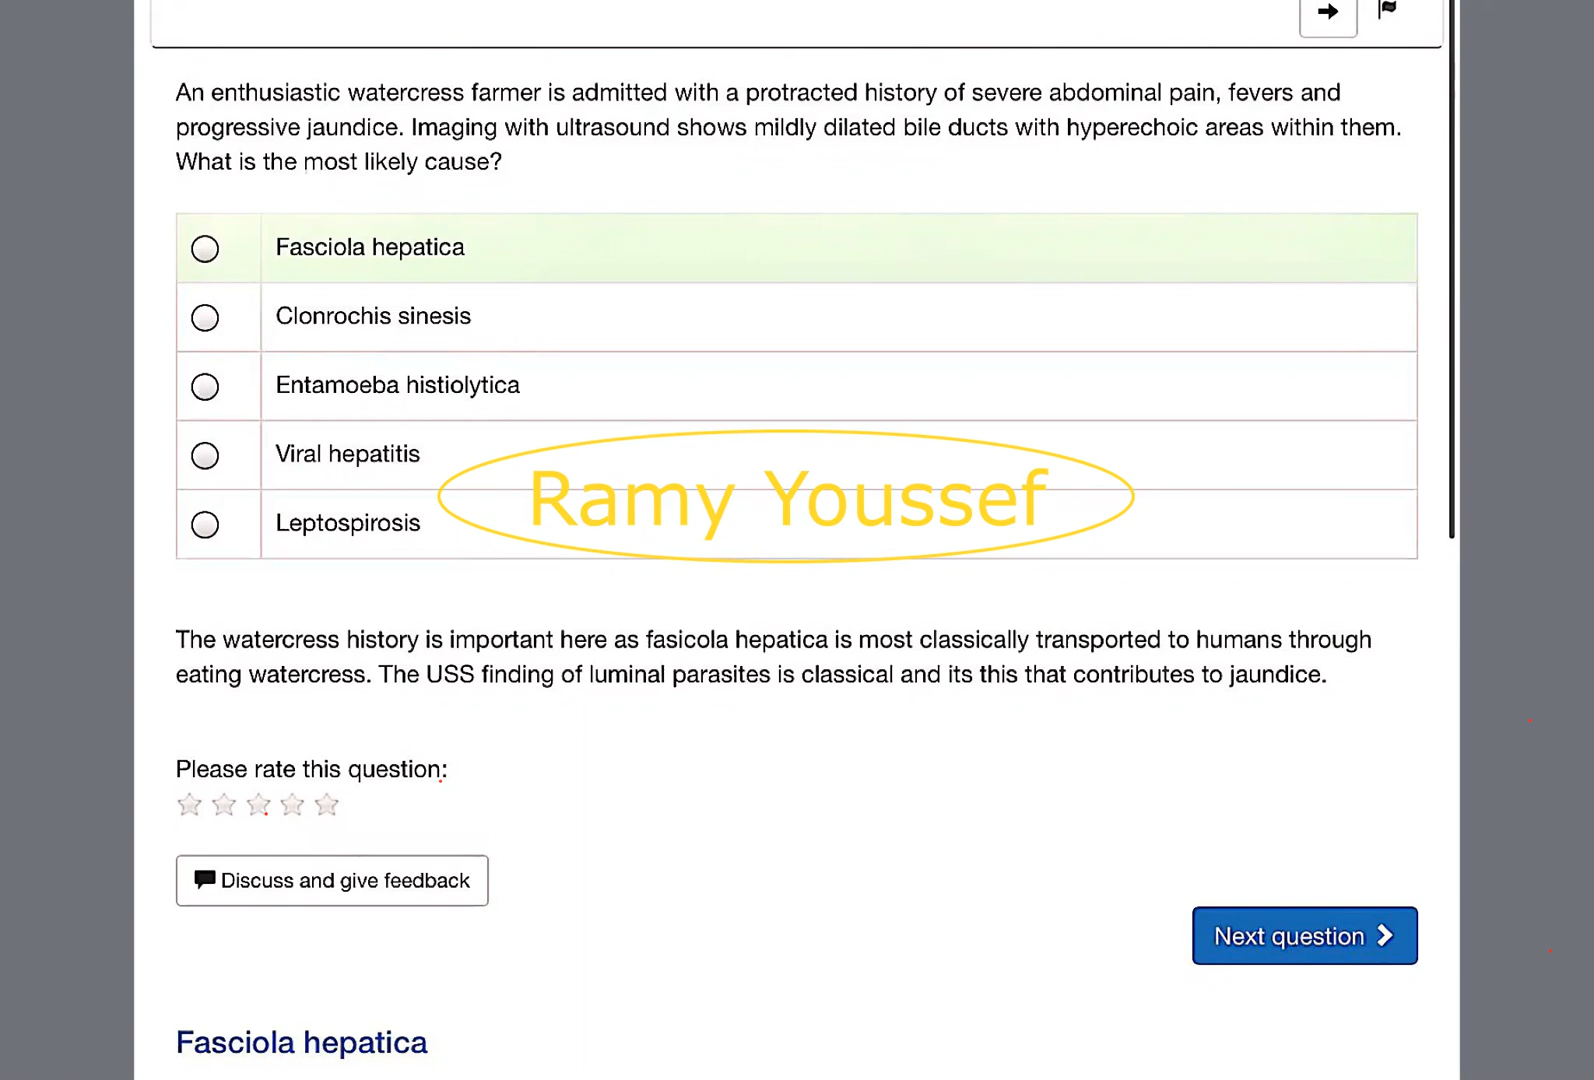 An enthusiastic watercress farmer is admitted with a protracted history of severe abdominal pain, fevers and
progressive jaundice. Imaging with ultrasound shows mildly dilated bile ducts with hyperechoic areas within them.
What is the most likely cause?
Fasciola hepatica
Clonrochis sinesis
Entamoeba histiolytica
Viral hepatitis
Ramy Youssef
Leptospirosis
The watercress history is important here as fasicola hepatica is most classically transported to humans through
eating watercress. The USS finding of luminal parasites is classical and its this that contributes to jaundice.
Please rate this question:
Discuss and give feedback
Next question
Fasciola hepatica